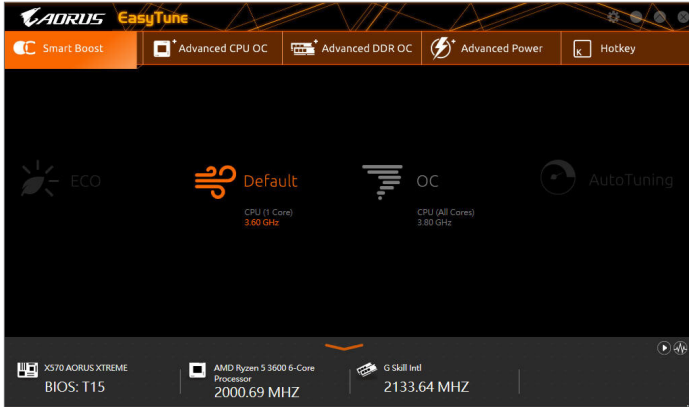 AORUS EasyTune
Smart Boost
Advanced CPU OC
Advanced DDR OC
Advanced Power
K
Hotkey
ECO
Default
OC
AutoTuning
CPU (1 Core)
3.60 GHz
CPU (All Cores)
3.80 GHz
X570 AORUS XTREME
BIOS: T15
AMD Ryzen 5 3600 6-Core
Processor
2000.69 MHZ
G Skill Intl
2133.64 MHZ